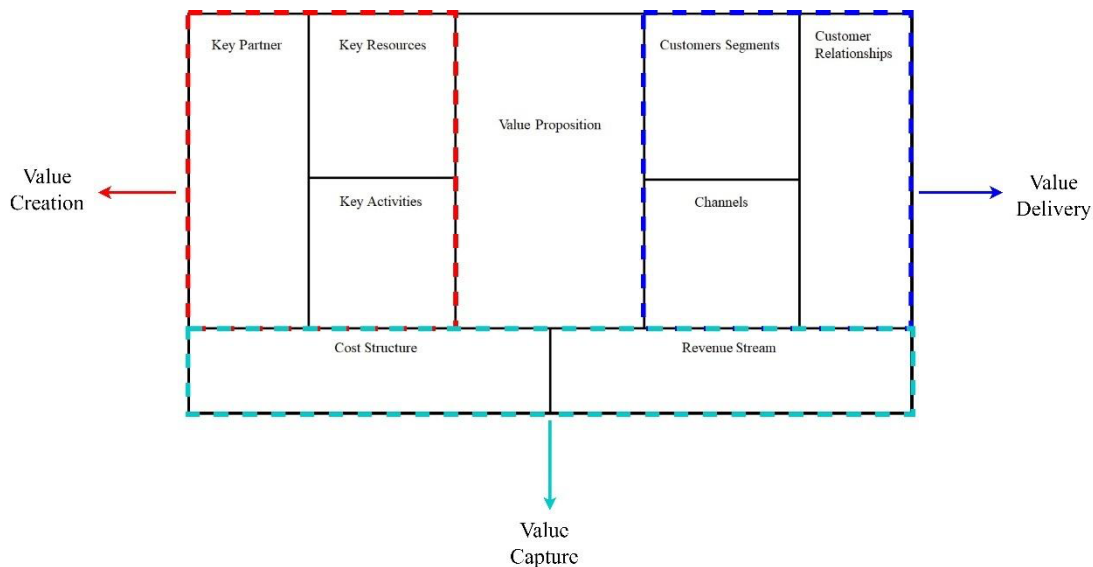 Key Partner
Key Resources
Value Proposition
Customers Segments
Customer
Relationships
Key Activities
Channels
Value
Creation
Value
Delivery
Cost Structure
Revenue Stream
Value
Capture